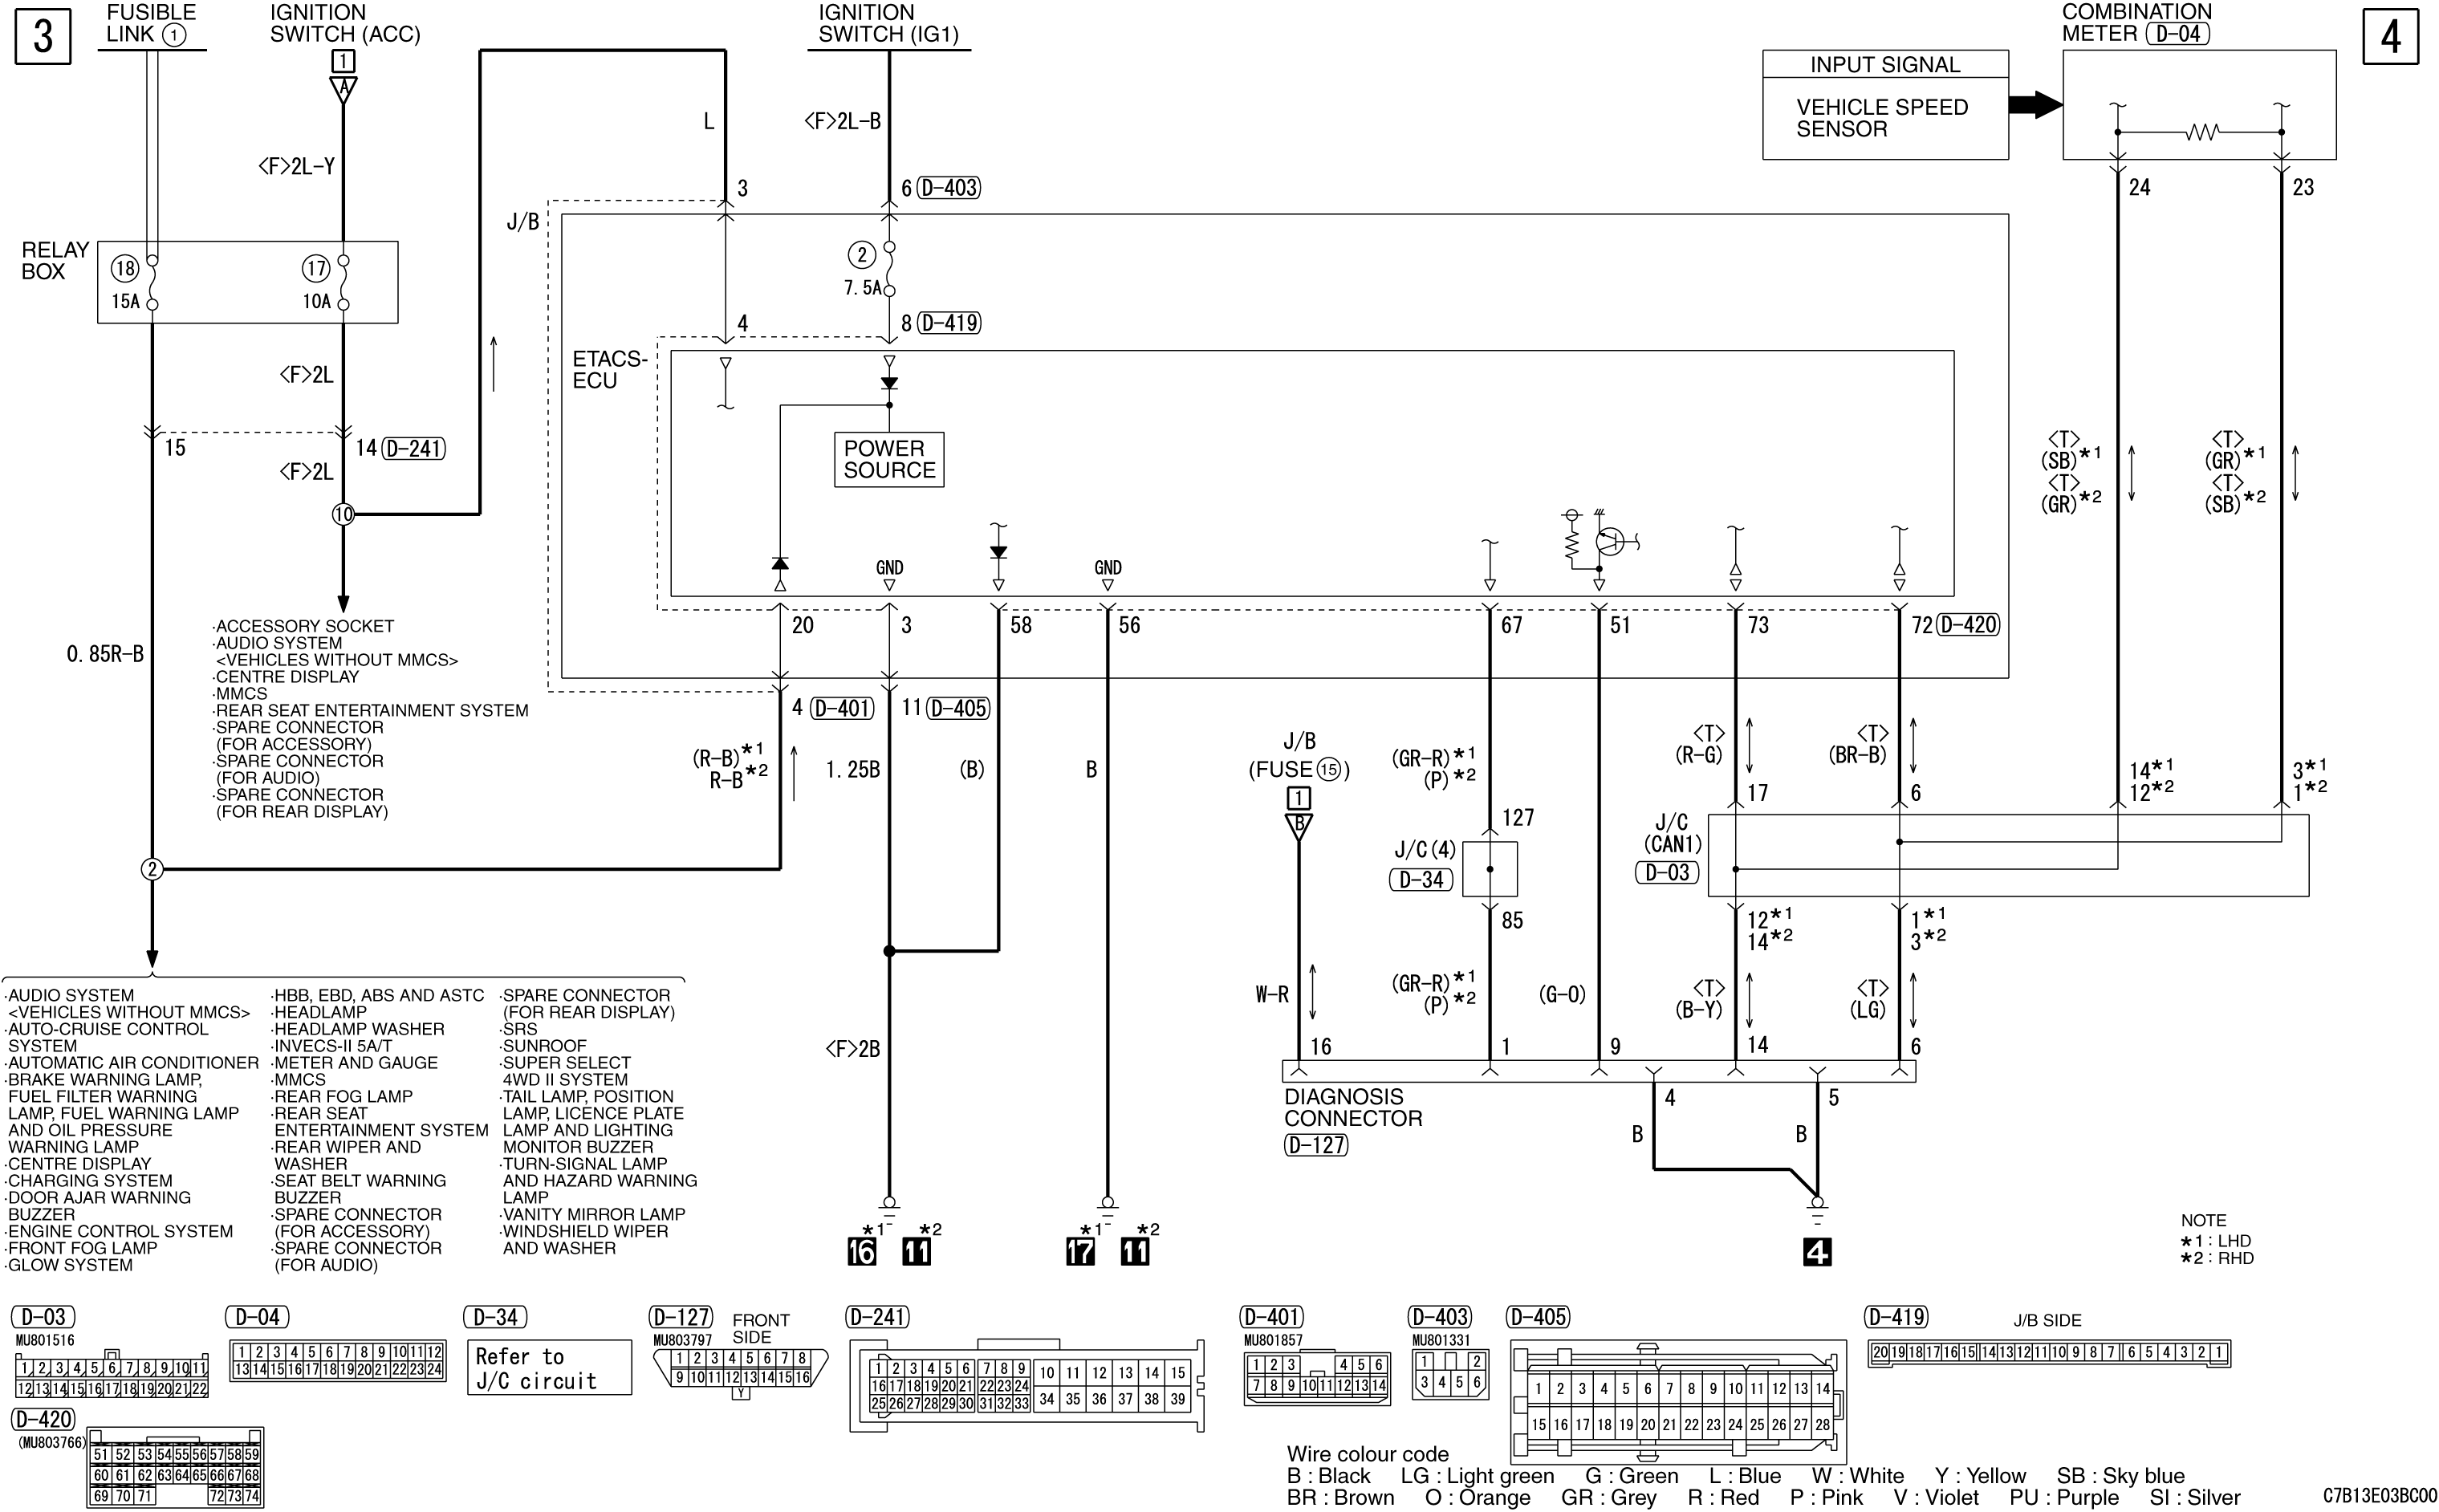 3
FUSIBLE
LINK ①
IGNITION
SWITCH (ACC)
1
A
IGNITION
SWITCH (IG1)
INPUT SIGNAL
VEHICLE SPEED
SENSOR
COMBINATION
METER (D-04)
4
<F>2L-Y
L
<F>2L-B
3
6 (D-403)
24
23
J/B
RELAY
BOX
⑱
15A
⑰
10A
②
7.5A
4
8 (D-419)
ETACS-
ECU
<F>2L
15
14 (D-241)
<F>2L
⑩
POWER
SOURCE
<T>
(SB)*1
<T>
(GR)*2
<T>
(GR)*1
<T>
(SB)*2
GND
GND
20
3
58
56
67
51
73
72 (D-420)
·ACCESSORY SOCKET
·AUDIO SYSTEM
<VEHICLES WITHOUT MMCS>
·CENTRE DISPLAY
·MMCS
·REAR SEAT ENTERTAINMENT SYSTEM
·SPARE CONNECTOR
(FOR ACCESSORY)
·SPARE CONNECTOR
(FOR AUDIO)
·SPARE CONNECTOR
(FOR REAR DISPLAY)
0.85R-B
4 (D-401)
11 (D-405)
(R-B)*1
R-B*2
1.25B
(B)
B
J/B
(FUSE⑮)
1
B
(GR-R)*1
(P)*2
<T>
(R-G)
<T>
(BR-B)
14*1
12*2
3*1
1*2
127
17
6
J/C(4)
(D-34)
J/C
(CAN1)
(D-03)
②
85
12*1
14*2
1*1
3*2
W-R
(GR-R)*1
(P)*2
(G-O)
<T>
(B-Y)
<T>
(LG)
<F>2B
16
1
9
14
6
DIAGNOSIS
CONNECTOR
(D-127)
4
5
B
B
·AUDIO SYSTEM
<VEHICLES WITHOUT MMCS>
·AUTO-CRUISE CONTROL
SYSTEM
·AUTOMATIC AIR CONDITIONER
·BRAKE WARNING LAMP,
FUEL FILTER WARNING
LAMP, FUEL WARNING LAMP
AND OIL PRESSURE
WARNING LAMP
·CENTRE DISPLAY
·CHARGING SYSTEM
·DOOR AJAR WARNING
BUZZER
·ENGINE CONTROL SYSTEM
·FRONT FOG LAMP
·GLOW SYSTEM
·HBB, EBD, ABS AND ASTC
·HEADLAMP
·HEADLAMP WASHER
·INVECS-II 5A/T
·METER AND GAUGE
·MMCS
·REAR FOG LAMP
·REAR SEAT
ENTERTAINMENT SYSTEM
·REAR WIPER AND
WASHER
·SEAT BELT WARNING
BUZZER
·SPARE CONNECTOR
(FOR ACCESSORY)
·SPARE CONNECTOR
(FOR AUDIO)
·SPARE CONNECTOR
(FOR REAR DISPLAY)
·SRS
·SUNROOF
·SUPER SELECT
4WD II SYSTEM
·TAIL LAMP, POSITION
LAMP, LICENCE PLATE
LAMP AND LIGHTING
MONITOR BUZZER
·TURN-SIGNAL LAMP
AND HAZARD WARNING
LAMP
·VANITY MIRROR LAMP
·WINDSHIELD WIPER
AND WASHER
*1 *2
16 11
*1 *2
17 11
4
NOTE
*1 : LHD
*2 : RHD
D-03
MU801516
1 2 3 4 5 6 7 8 9 10 11
12 13 14 15 16 17 18 19 20 21 22
D-04
1 2 3 4 5 6 7 8 9 10 11 12
13 14 15 16 17 18 19 20 21 22 23 24
D-34
Refer to
J/C circuit
D-127
MU803797
FRONT
SIDE
1 2 3 4 5 6 7 8
9 10 11 12 13 14 15 16
D-241
1 2 3 4 5 6 7 8 9 10 11 12 13 14 15
16 17 18 19 20 21 22 23 24
25 26 27 28 29 30 31 32 33 34 35 36 37 38 39
D-401
MU801857
1 2 3 4 5 6
7 8 9 10 11 12 13 14
D-403
MU801331
1 2
3 4 5 6
D-405
1 2 3 4 5 6 7 8 9 10 11 12 13 14
15 16 17 18 19 20 21 22 23 24 25 26 27 28
D-419
J/B SIDE
20 19 18 17 16 15 14 13 12 11 10 9 8 7 6 5 4 3 2 1
D-420
(MU803766)
51 52 53 54 55 56 57 58 59
60 61 62 63 64 65 66 67 68
69 70 71 72 73 74
Wire colour code
B : Black LG : Light green G : Green L : Blue W : White Y : Yellow SB : Sky blue
BR : Brown O : Orange GR : Grey R : Red P : Pink V : Violet PU : Purple SI : Silver
C7B13E03BC00